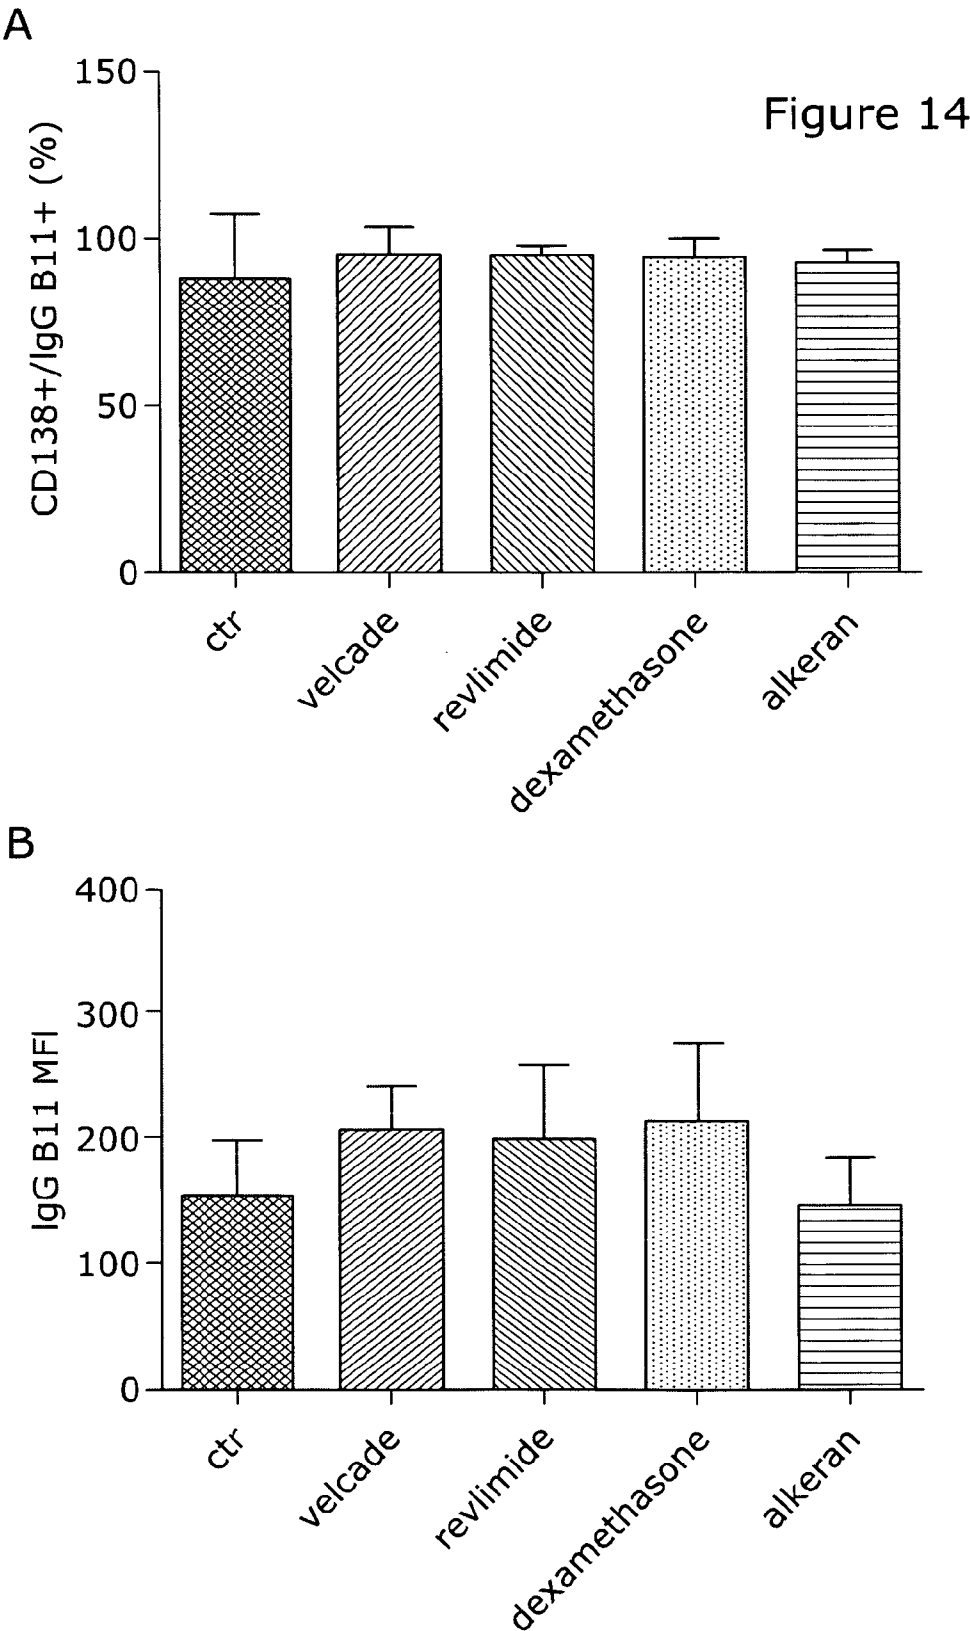 A
Figure 14
CD138+/IgG B11+ (%)
150
100
50
0
ctr
velcade
revlimide
dexamethasone
alkeran
B
IgG B11 MFI
400
300
200
100
0
ctr
velcade
revlimide
dexamethasone
alkeran